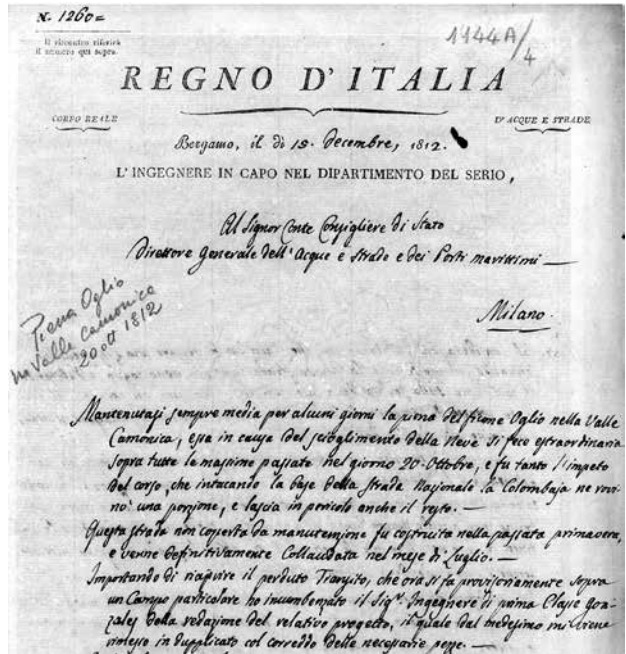 N. 1260=
Il riscontro riferirà
il numero qui sopra.
1144A/4
REGNO D'ITALIA
CORPO REALE
D'ACQUE E STRADE
Bergamo, il dì 15. Decembre, 1812.
L'INGEGNERE IN CAPO NEL DIPARTIMENTO DEL SERIO,
Al Signor Conte Consigliere di Stato
Direttore Generale dell'Acque e Strade e dei Porti marittimi —
Milano.
Piena Oglio
in Valle Camonica
20 ott 1812
Mantenutasi sempre media per alcuni giorni la piena del fiume Oglio nella Valle
Camonica, essa in causa del scioglimento della Neve si fece estraordinaria
sopra tutte le massime passate nel giorno 20. Ottobre, e fu tanto l'impeto
del corso, che intacando la base della Strada Nazionale la Colombaja ne rovi-
nò una porzione, e lascia in pericolo anche il resto. —
Questa strada non coperta da manutenzione fu costruita nella passata primavera,
e venne definitivamente Collaudata nel mese di Luglio. —
Importando di riaprire il perduto Transito, che ora si fa provvisoriamente sopra
un Campo particolare ho incumbenzato il Sig.r Ingegnere di prima Classe Gon-
zales della redazione del relativo progetto, il quale dal medesimo mi viene
rimesso in dupplicato col corredo delle necessarie pezze. —